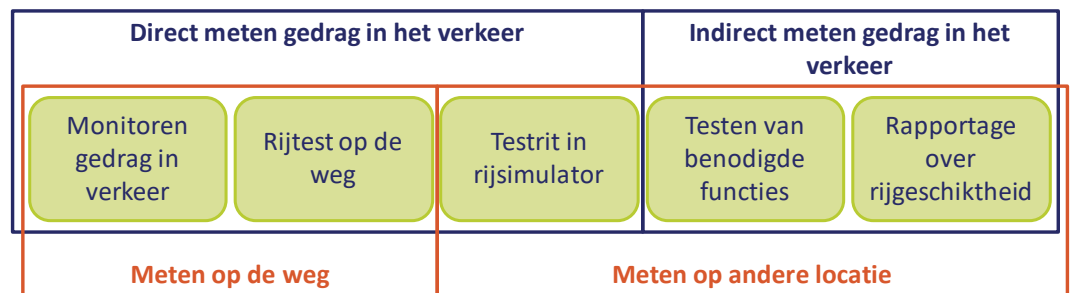 Direct meten gedrag in het verkeer
Indirect meten gedrag in het
verkeer
Monitoren
gedrag in
verkeer
Rijtest op de
weg
Testrit in
rijsimulator
Testen van
benodigde
functies
Rapportage
over
rijgeschiktheid
Meten op de weg
Meten op andere locatie